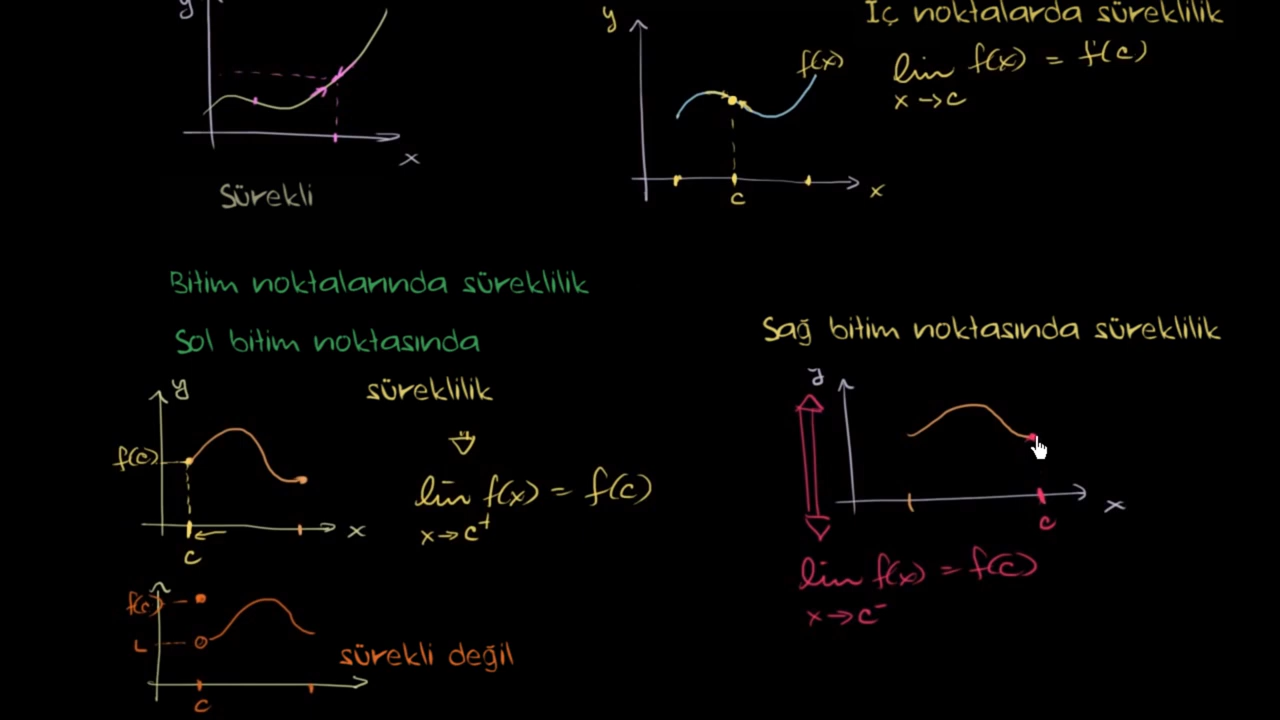 y
x
Sürekli
y
f(x)
x
c
İç noktalarda süreklilik
lim f(x) = f(c)
x→c
Bitim noktalarında süreklilik
Sol bitim noktasında
süreklilik
y
f(c)
x
c
lim f(x) = f(c)
x→c⁺
f(c)
L
c
sürekli değil
Sağ bitim noktasında süreklilik
y
x
c
lim f(x) = f(c)
x→c⁻